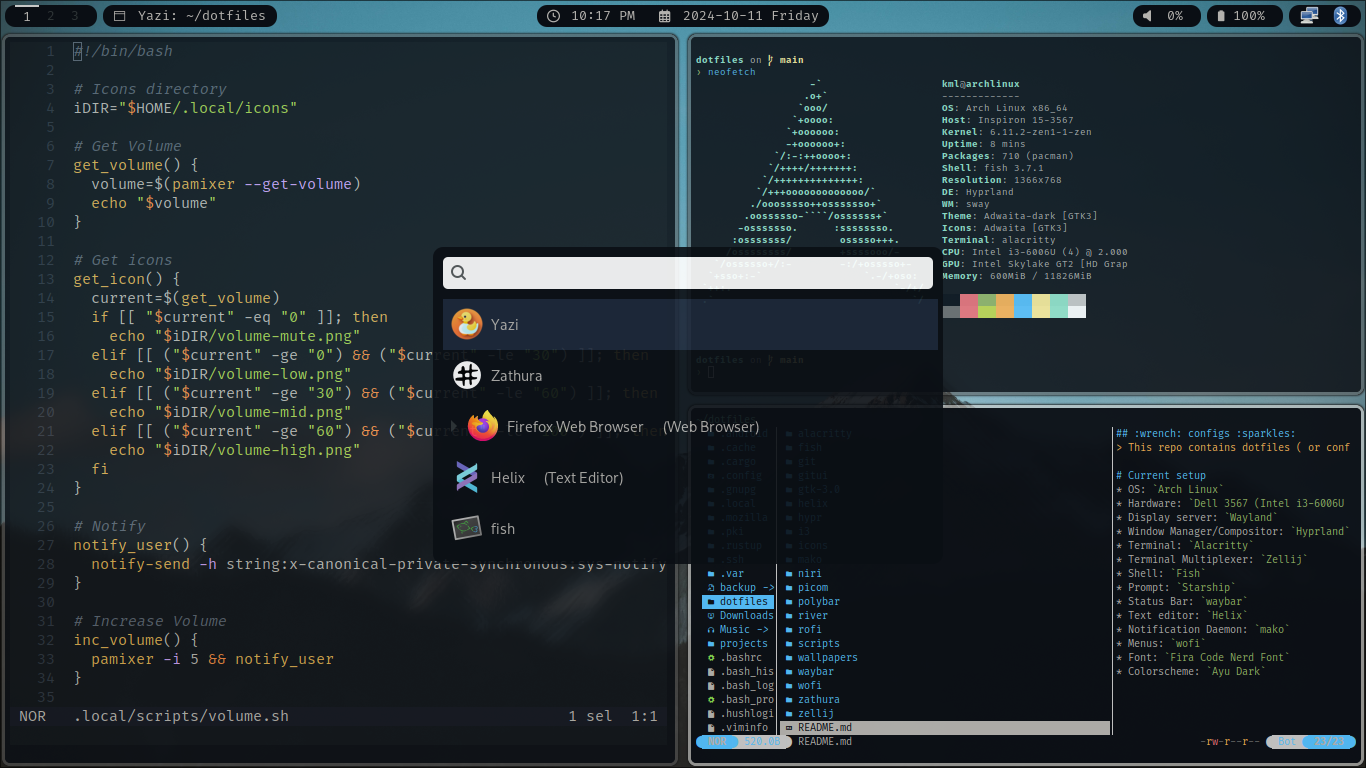 1 2 3
Yazi: ~/dotfiles
10:17 PM 2024-10-11 Friday
0% 100%
1 #!/bin/bash
2
3 # Icons directory
4 iDIR="$HOME/.local/icons"
5
6 # Get Volume
7 get_volume() {
8 volume=$(pamixer --get-volume)
9 echo "$volume"
10 }
11
12 # Get icons
13 get_icon() {
14 current=$(get_volume)
15 if [[ "$current" -eq "0" ]]; then
16 echo "$iDIR/volume-mute.png"
17 elif [[ ("$current" -ge "0") && ("$current" -le "30") ]]; then
18 echo "$iDIR/volume-low.png"
19 elif [[ ("$current" -ge "30") && ("$current" -le "60") ]]; then
20 echo "$iDIR/volume-mid.png"
21 elif [[ ("$current" -ge "60") && ("$cu
22 echo "$iDIR/volume-high.png"
23 fi
24 }
25
26 # Notify
27 notify_user() {
28 notify-send -h string:x-canonical-private-synchronous:sys-notify
29 }
30
31 # Increase Volume
32 inc_volume() {
33 pamixer -i 5 && notify_user
34 }
35
NOR .local/scripts/volume.sh 1 sel 1:1
Yazi
Zathura
Firefox Web Browser (Web Browser)
Helix (Text Editor)
fish
dotfiles on main
❯ neofetch
-`
.o+`
`ooo/
`+oooo:
`+oooooo:
-+oooooo+:
`/:-:++oooo+:
`/++++/+++++++:
`/++++++++++++++:
`/+++ooooooooooooo/`
./ooosssso++osssssso+`
.oossssso-````/ossssss+`
-osssssso. :ssssssso.
:osssssss/ osssso+++.
kml@archlinux
-------------
OS: Arch Linux x86_64
Host: Inspiron 15-3567
Kernel: 6.11.2-zen1-1-zen
Uptime: 8 mins
Packages: 710 (pacman)
Shell: fish 3.7.1
Resolution: 1366x768
DE: Hyprland
WM: sway
Theme: Adwaita-dark [GTK3]
Icons: Adwaita [GTK3]
Terminal: alacritty
CPU: Intel i3-6006U (4) @ 2.000
GPU: Intel Skylake GT2 [HD Grap
Memory: 600MiB / 11826MiB
dotfiles on main
.cache
.cargo
.config
.gnupg
.local
.mozilla
.pki
.rustup
.ssh
.var
backup ->
dotfiles
Downloads
Music ->
projects
.bashrc
.bash_his
.bash_log
.bash_pro
.hushlogi
.viminfo
alacritty
fish
git
gitui
gtk-3.0
helix
hypr
i3
icons
mako
niri
picom
polybar
river
rofi
scripts
wallpapers
waybar
wofi
zathura
zellij
README.md
## :wrench: configs :sparkles:
> This repo contains dotfiles ( or conf
# Current setup
* OS: `Arch Linux`
* Hardware: `Dell 3567 (Intel i3-6006U
* Display server: `Wayland`
* Window Manager/Compositor: `Hyprland`
* Terminal: `Alacritty`
* Terminal Multiplexer: `Zellij`
* Shell: `Fish`
* Prompt: `Starship`
* Status Bar: `waybar`
* Text editor: `Helix`
* Notification Daemon: `mako`
* Menus: `wofi`
* Font: `Fira Code Nerd Font`
* Colorscheme: `Ayu Dark`
NOR 520.0B README.md -rw-r--r-- Bot 23/23